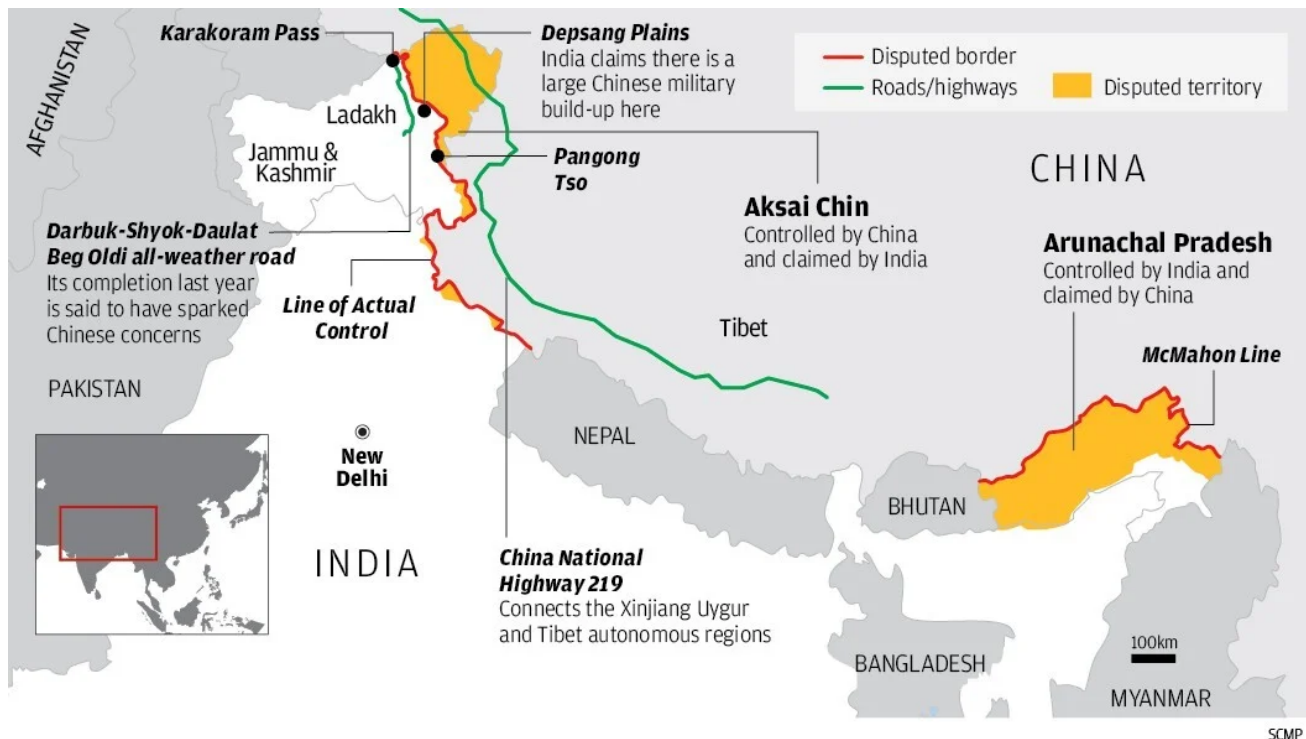 AFGHANISTAN
Karakoram Pass
Depsang Plains
India claims there is a
large Chinese military
build-up here
Disputed border
Roads/highways
Disputed territory
Ladakh
Jammu &
Kashmir
Pangong
Tso
CHINA
Aksai Chin
Controlled by China
and claimed by India
Arunachal Pradesh
Controlled by India and
claimed by China
Darbuk-Shyok-Daulat
Beg Oldi all-weather road
Its completion last year
is said to have sparked
Chinese concerns
Line of Actual
Control
Tibet
McMahon Line
PAKISTAN
New
Delhi
NEPAL
BHUTAN
INDIA
China National
Highway 219
Connects the Xinjiang Uygur
and Tibet autonomous regions
BANGLADESH
100km
MYANMAR
SCMP